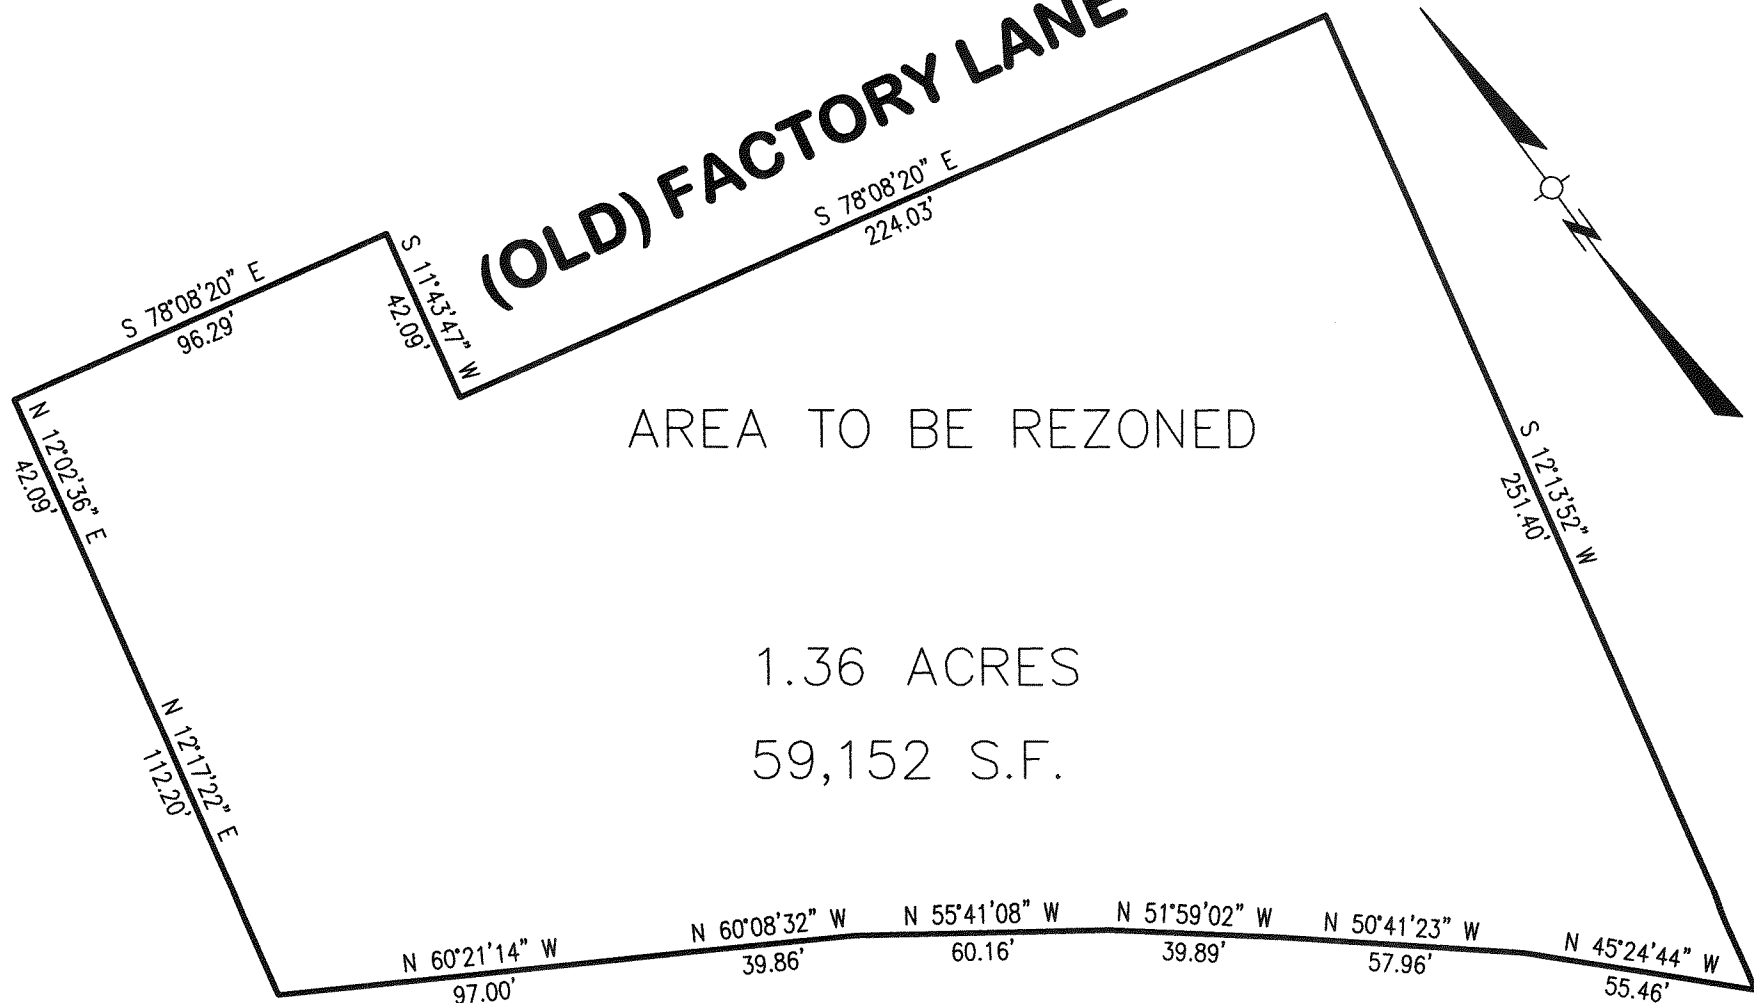 (OLD) FACTORY LANE
S 78°08'20" E
96.29'
S 11°43'47" W
42.09'
S 78°08'20" E
224.03'
N
N 12°02'36" E
42.09'
AREA TO BE REZONED
S 12°13'52" W
251.40'
1.36 ACRES
59,152 S.F.
N 12°17'22" E
112.20'
N 60°21'14" W
97.00'
N 60°08'32" W
39.86'
N 55°41'08" W
60.16'
N 51°59'02" W
39.89'
N 50°41'23" W
57.96'
N 45°24'44" W
55.46'